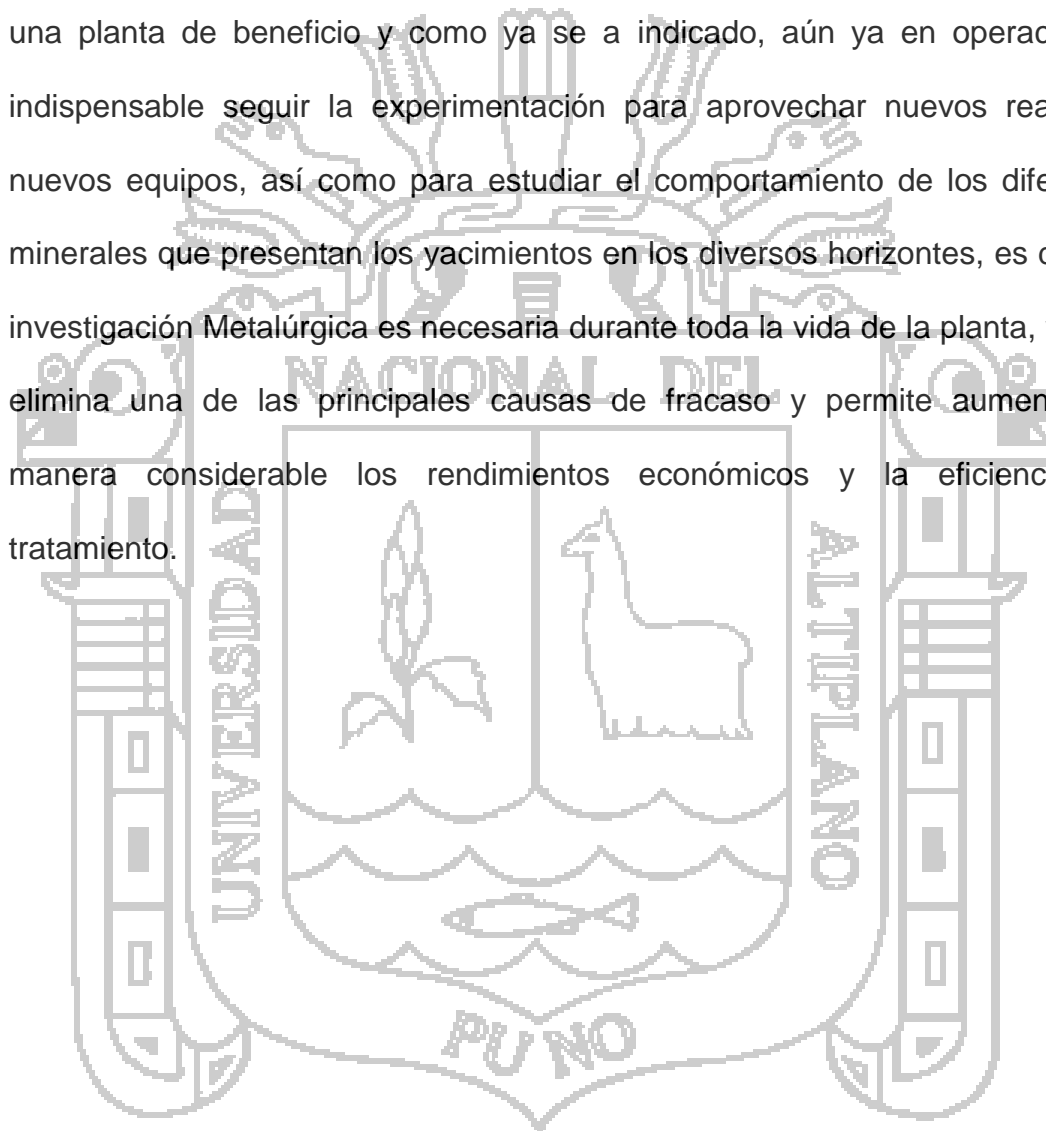 una planta de beneficio y como ya se a indicado, aún ya en operac
indispensable seguir la experimentación para aprovechar nuevos rea
nuevos equipos, así como para estudiar el comportamiento de los dife
minerales que presentan los yacimientos en los diversos horizontes, es d
investigación Metalúrgica es necesaria durante toda la vida de la planta,
elimina una de las principales causas de fracaso y permite aumen
manera considerable los rendimientos económicos y la eficienc
tratamiento.
NACIONAL DEL
UNIVERSIDAD
ALTIPLANO
PUNO